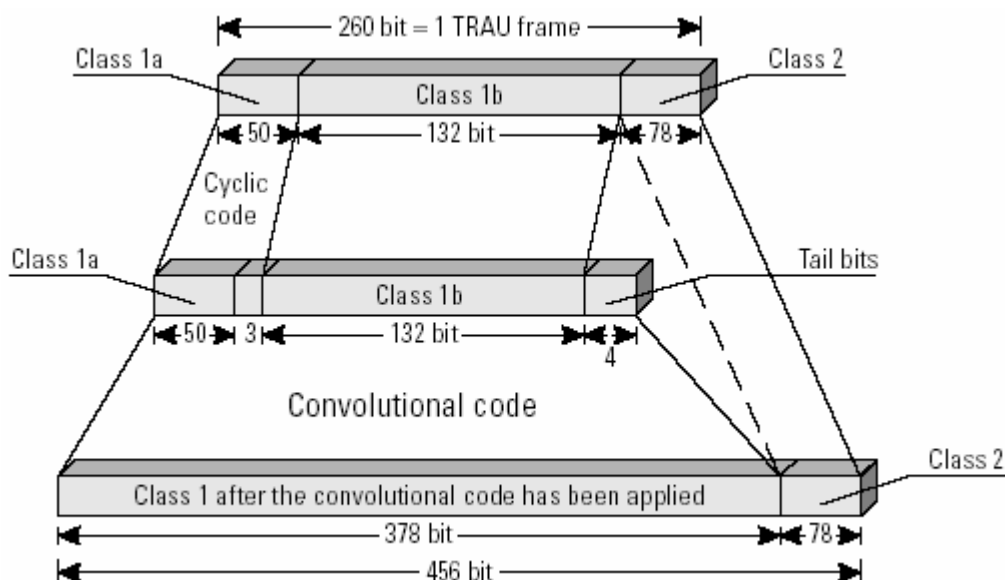 260 bit = 1 TRAU frame
Class 1a
Class 2
Class 1b
50
132 bit
78
Cyclic
code
Class 1a
Tail bits
Class 1b
50
3
132 bit
4
Convolutional code
Class 2
Class 1 after the convolutional code has been applied
378 bit
78
456 bit